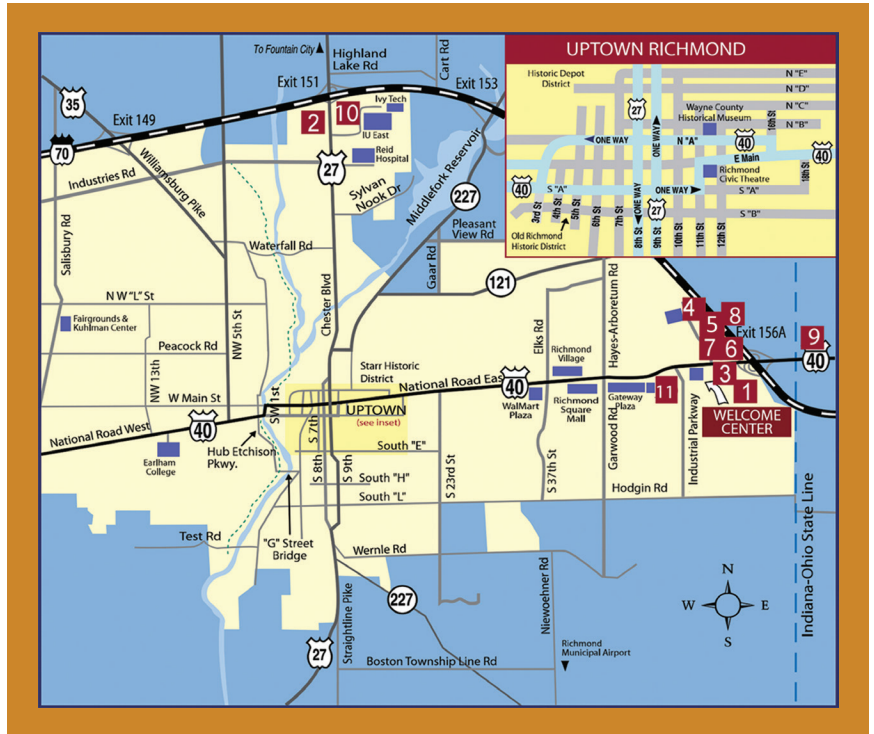 To Fountain City
Highland
Lake Rd
Cart Rd
Exit 151
Exit 153
35
Exit 149
2
10
Ivy Tech
IU East
Reid
Hospital
70
Williamsburg Pike
Industries Rd
27
Sylvan
Nook Dr
Middlefork Reservoir
227
Pleasant
View Rd
Salisbury Rd
Waterfall Rd
Gaar Rd
121
N W "L" St
NW 5th St
Chester Blvd
Fairgrounds &
Kuhlman Center
Peacock Rd
NW 13th
W Main St
SW 1st
Starr Historic
District
National Road East
40
Elks Rd
Richmond
Village
Hayes-Arboretum Rd
4
5
8
7
6
Exit 156A
9
40
3
1
WELCOME
CENTER
WalMart
Plaza
Richmond
Square
Mall
Gateway
Plaza
11
Industrial Parkway
UPTOWN
(see inset)
National Road West
40
Earlham
College
Hub Etchison
Pkwy.
S 7th
S 8th
S 9th
South "E"
South "H"
South "L"
S 23rd St
S 37th St
Garwood Rd
Hodgin Rd
Test Rd
"G" Street
Bridge
Wernle Rd
227
27
Straightline Pike
Niewoehner Rd
Boston Township Line Rd
Richmond
Municipal Airport
N
W
E
S
Indiana-Ohio State Line
UPTOWN RICHMOND
Historic Depot
District
27
N "E"
N "D"
Wayne County
Historical Museum
N "C"
16th St
N "B"
ONE WAY
ONE WAY
N "A"
40
E Main
40
Richmond
Civic Theatre
40
S "A"
ONE WAY
ONE WAY
S "A"
18th St
3rd St
4th St
5th St
6th St
7th St
8th St
27
9th St
10th St
11th St
12th St
S "B"
Old Richmond
Historic District